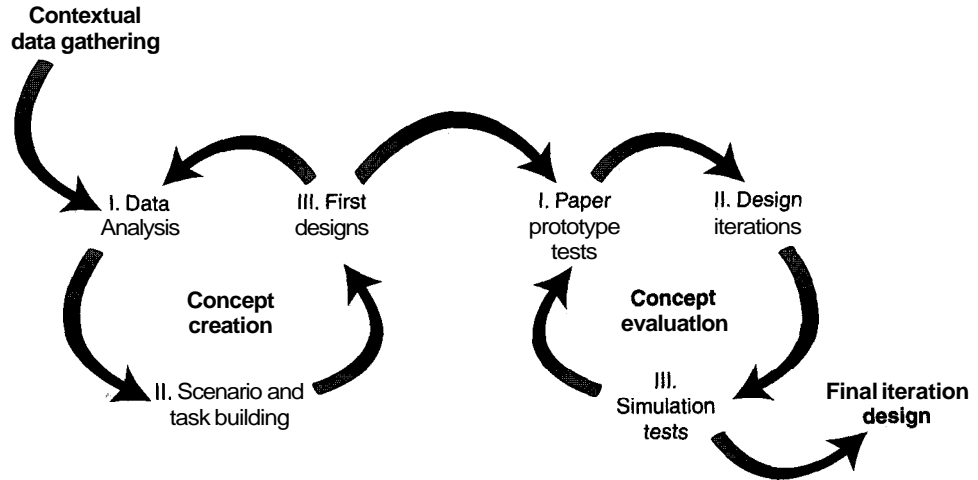 Contextual
data gathering
I. Data
Analysis
III. First
designs
I. Paper
prototype
tests
II. Design
iterations
Concept
creation
Concept
evaluation
II. Scenario and
task building
III.
Simulation
tests
Final iteration
design